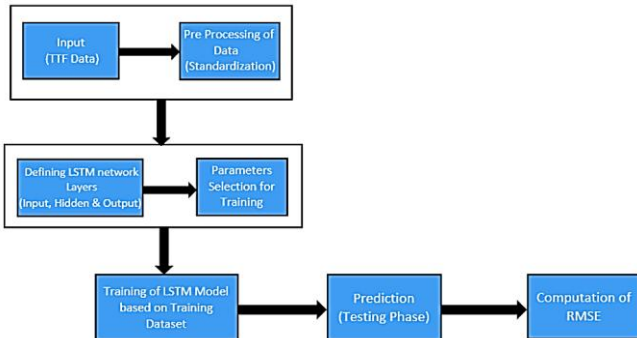 Input
(TTF Data)
Pre Processing of
Data
(Standardization)
Defining LSTM network
Layers
(Input, Hidden & Output)
Parameters
Selection for
Training
Training of LSTM Model
based on Training
Dataset
Prediction
(Testing Phase)
Computation of
RMSE